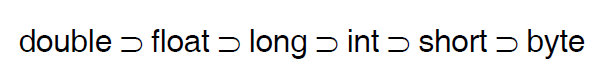 double ⊃ float ⊃ long ⊃ int ⊃ short ⊃ byte